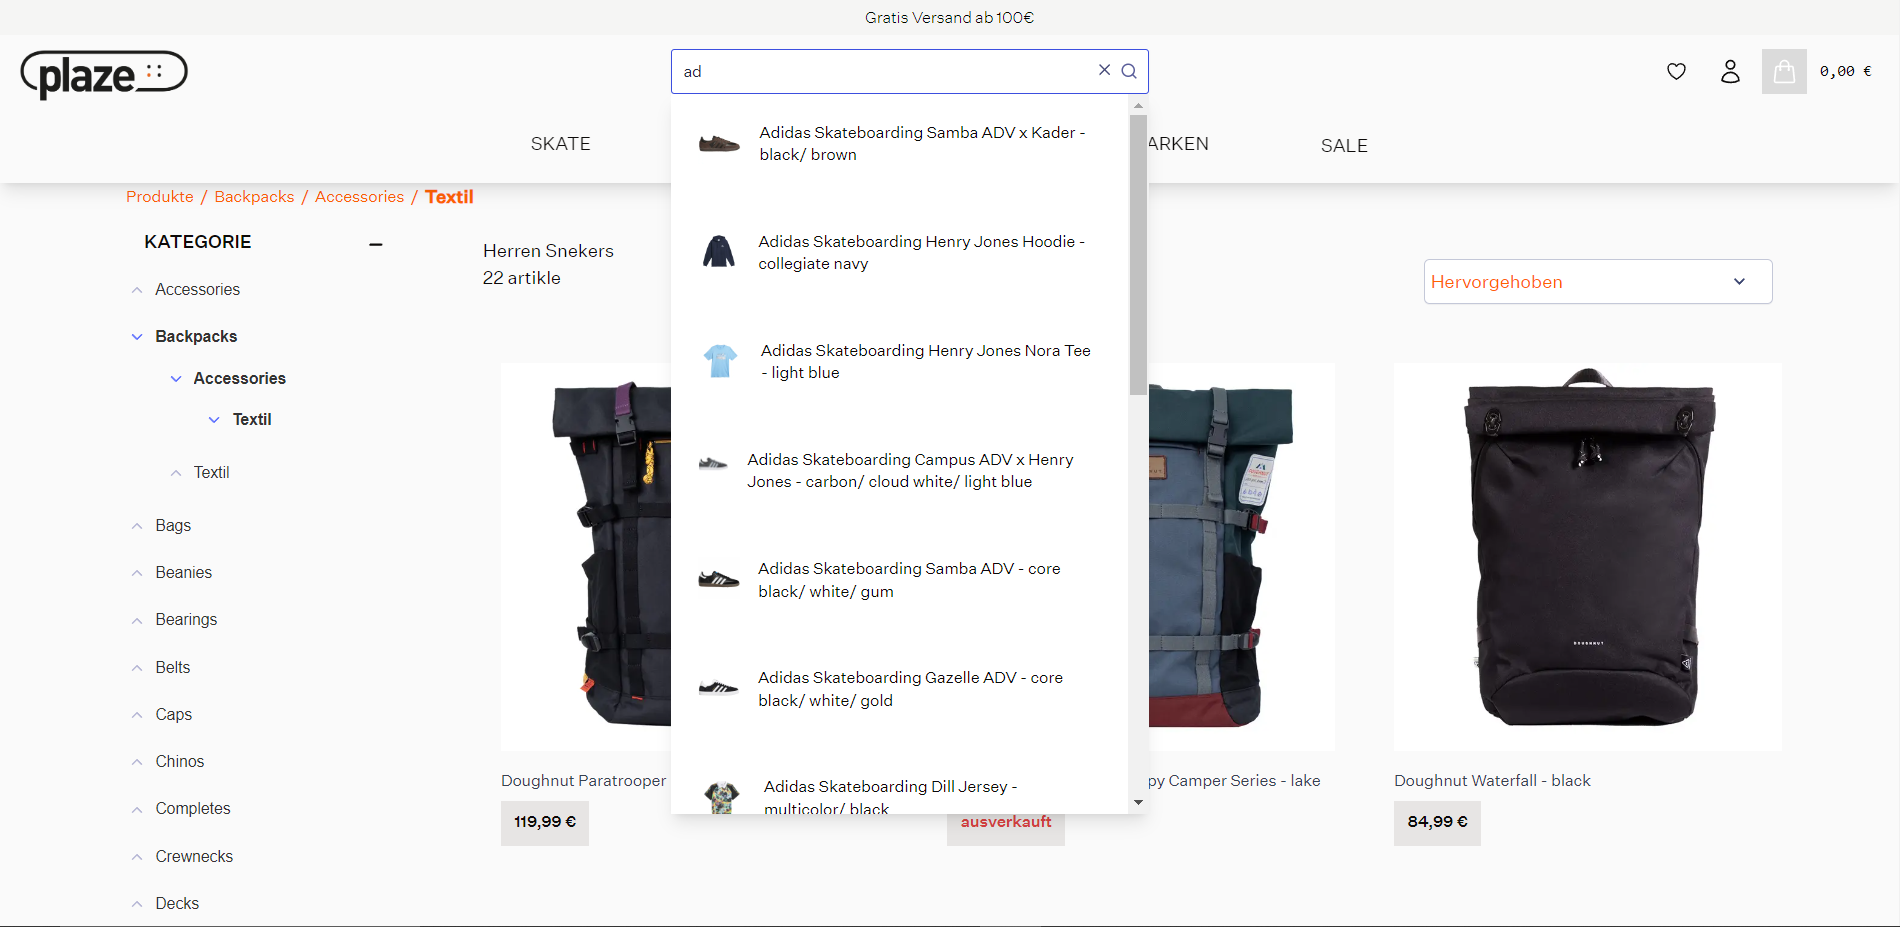 Gratis Versand ab 100€
plaze
ad
0,00 €
SKATE
ARKEN
SALE
Produkte / Backpacks / Accessories / Textil
KATEGORIE
Accessories
Backpacks
Accessories
Textil
Textil
Bags
Beanies
Bearings
Belts
Caps
Chinos
Completes
Crewnecks
Decks
Herren Snekers
22 artikle
Hervorgehoben
Adidas Skateboarding Samba ADV x Kader -
black/ brown
Adidas Skateboarding Henry Jones Hoodie -
collegiate navy
Adidas Skateboarding Henry Jones Nora Tee
- light blue
Adidas Skateboarding Campus ADV x Henry
Jones - carbon/ cloud white/ light blue
Adidas Skateboarding Samba ADV - core
black/ white/ gum
Adidas Skateboarding Gazelle ADV - core
black/ white/ gold
Adidas Skateboarding Dill Jersey -
multicolor/ black
Doughnut Paratrooper
119,99 €
py Camper Series - lake
ausverkauft
DOUGHNUT
Doughnut Waterfall - black
84,99 €